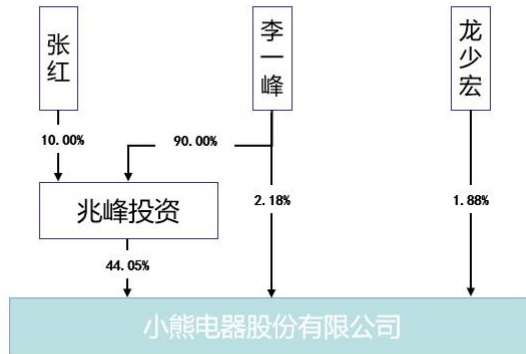 张红
李一峰
龙少宏
10.00%
90.00%
兆峰投资
2.18%
1.88%
44.05%
小熊电器股份有限公司